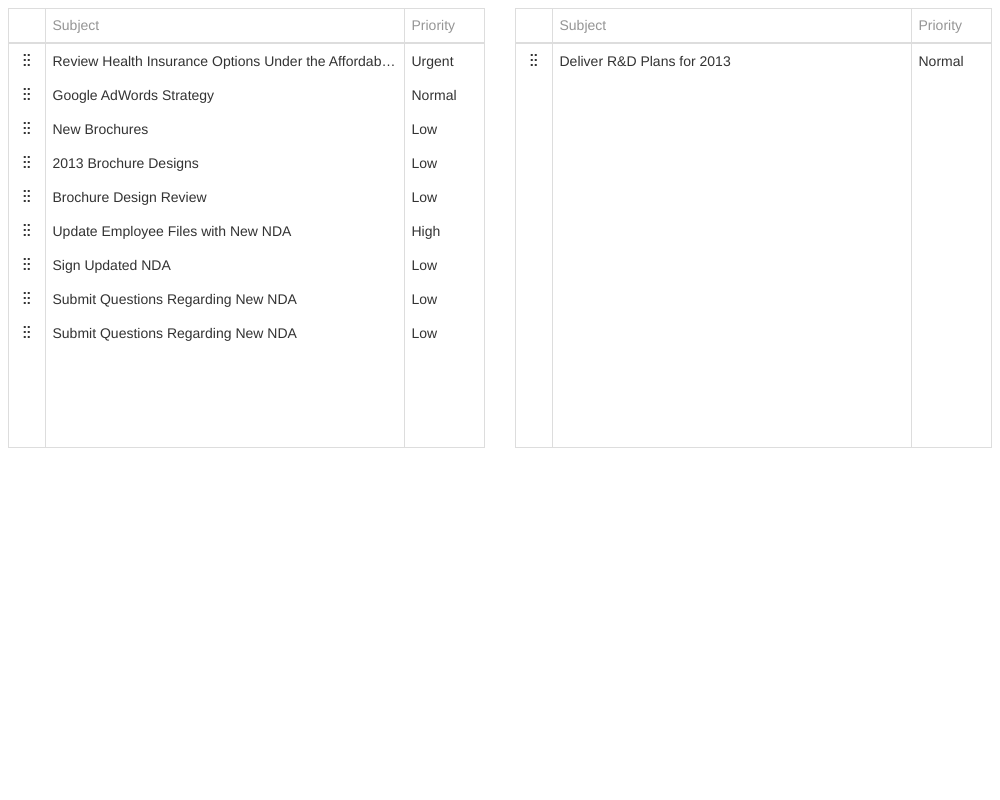 Subject Priority
Review Health Insurance Options Under the Affordab... Urgent
Google AdWords Strategy Normal
New Brochures Low
2013 Brochure Designs Low
Brochure Design Review Low
Update Employee Files with New NDA High
Sign Updated NDA Low
Submit Questions Regarding New NDA Low
Submit Questions Regarding New NDA Low
Subject Priority
Deliver R&D Plans for 2013 Normal